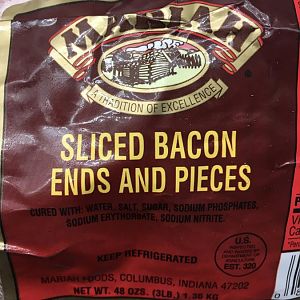 MARIAH
A TRADITION OF EXCELLENCE
SLICED BACON
ENDS AND PIECES
CURED WITH: WATER, SALT, SUGAR, SODIUM PHOSPHATES,
SODIUM ERYTHORBATE, SODIUM NITRITE.
KEEP REFRIGERATED
U.S.
INSPECTED
AND PASSED BY
DEPARTMENT OF
AGRICULTURE
EST. 320
MARIAH FOODS, COLUMBUS, INDIANA 47202
NET WT. 48 OZS. (3LB.) 1.36 KG